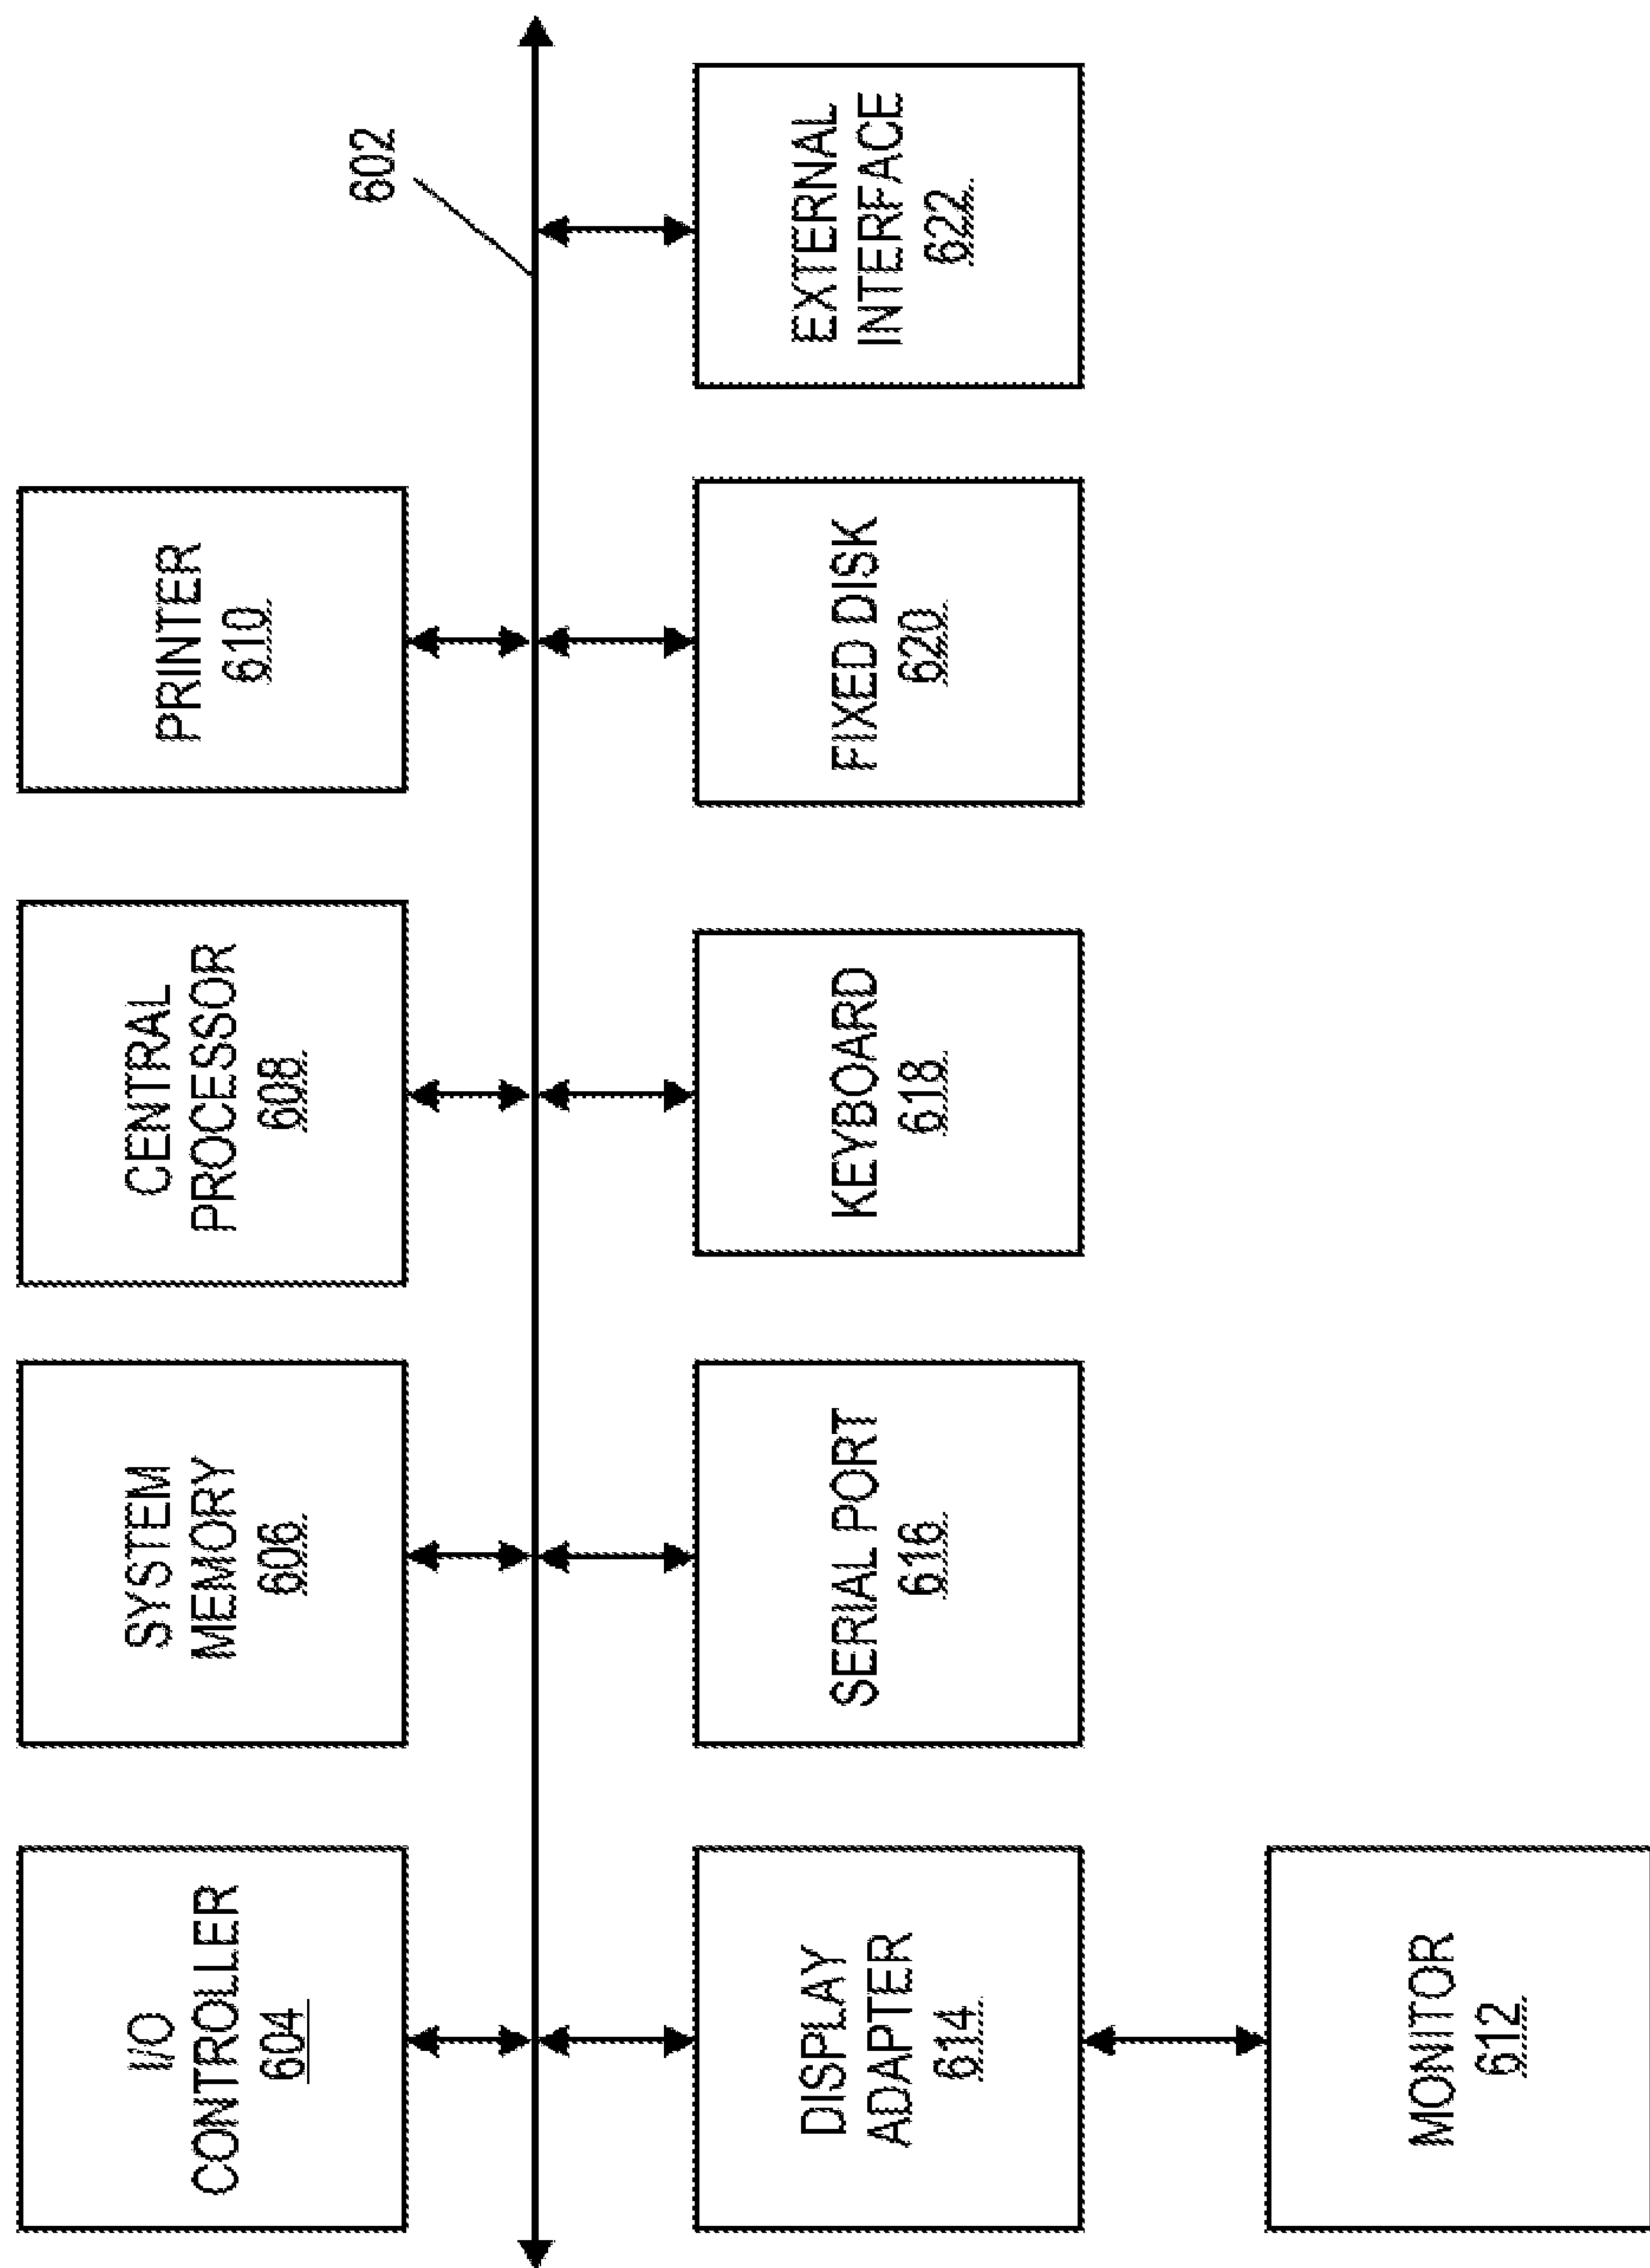 I/O
CONTROLLER
604
SYSTEM
MEMORY
606
CENTRAL
PROCESSOR
608
PRINTER
610
602
DISPLAY
ADAPTER
614
SERIAL PORT
616
KEYBOARD
618
FIXED DISK
620
EXTERNAL
INTERFACE
622
MONITOR
612